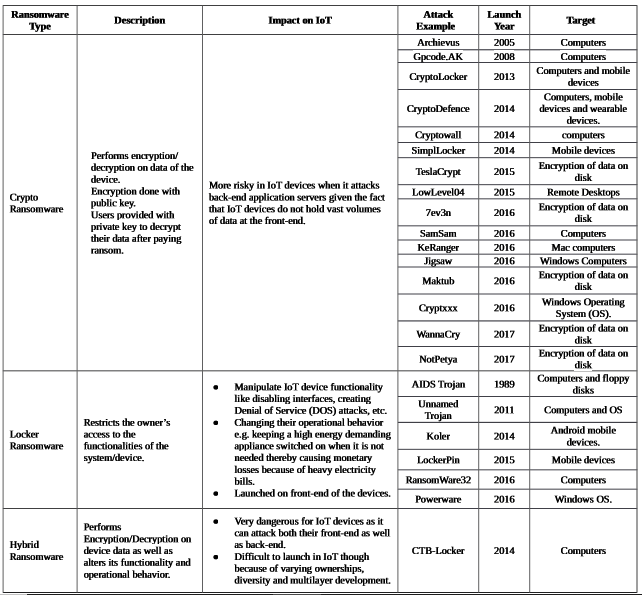 Ransomware Type Description Impact on IoT Attack Example Launch Year Target
Crypto
Ransomware
Performs encryption/
decryption on data of the
device.
Encryption done with
public key.
Users provided with
private key to decrypt
their data after paying
ransom.
More risky in IoT devices when it attacks
back-end application servers given the fact
that IoT devices do not hold vast volumes
of data at the front-end.
Archievus 2005 Computers
Gpcode.AK 2008 Computers
CryptoLocker 2013 Computers and mobile
devices
CryptoDefence 2014 Computers, mobile
devices and wearable
devices.
Cryptowall 2014 computers
SimplLocker 2014 Mobile devices
TeslaCrypt 2015 Encryption of data on
disk
LowLevel04 2015 Remote Desktops
7ev3n 2016 Encryption of data on
disk
SamSam 2016 Computers
KeRanger 2016 Mac computers
Jigsaw 2016 Windows Computers
Maktub 2016 Encryption of data on
disk
Cryptxxx 2016 Windows Operating
System (OS).
WannaCry 2017 Encryption of data on
disk
NotPetya 2017 Encryption of data on
disk
Locker
Ransomware
Restricts the owner’s
access to the
functionalities of the
system/device.
● Manipulate IoT device functionality
like disabling interfaces, creating
Denial of Service (DOS) attacks, etc.
● Changing their operational behavior
e.g. keeping a high energy demanding
appliance switched on when it is not
needed thereby causing monetary
losses because of heavy electricity
bills.
● Launched on front-end of the devices.
AIDS Trojan 1989 Computers and floppy
disks
Unnamed
Trojan 2011 Computers and OS
Koler 2014 Android mobile
devices.
LockerPin 2015 Mobile devices
RansomWare32 2016 Computers
Powerware 2016 Windows OS.
Hybrid
Ransomware
Performs
Encryption/Decryption on
device data as well as
alters its functionality and
operational behavior.
● Very dangerous for IoT devices as it
can attack both their front-end as well
as back-end.
● Difficult to launch in IoT though
because of varying ownerships,
diversity and multilayer development.
CTB-Locker 2014 Computers